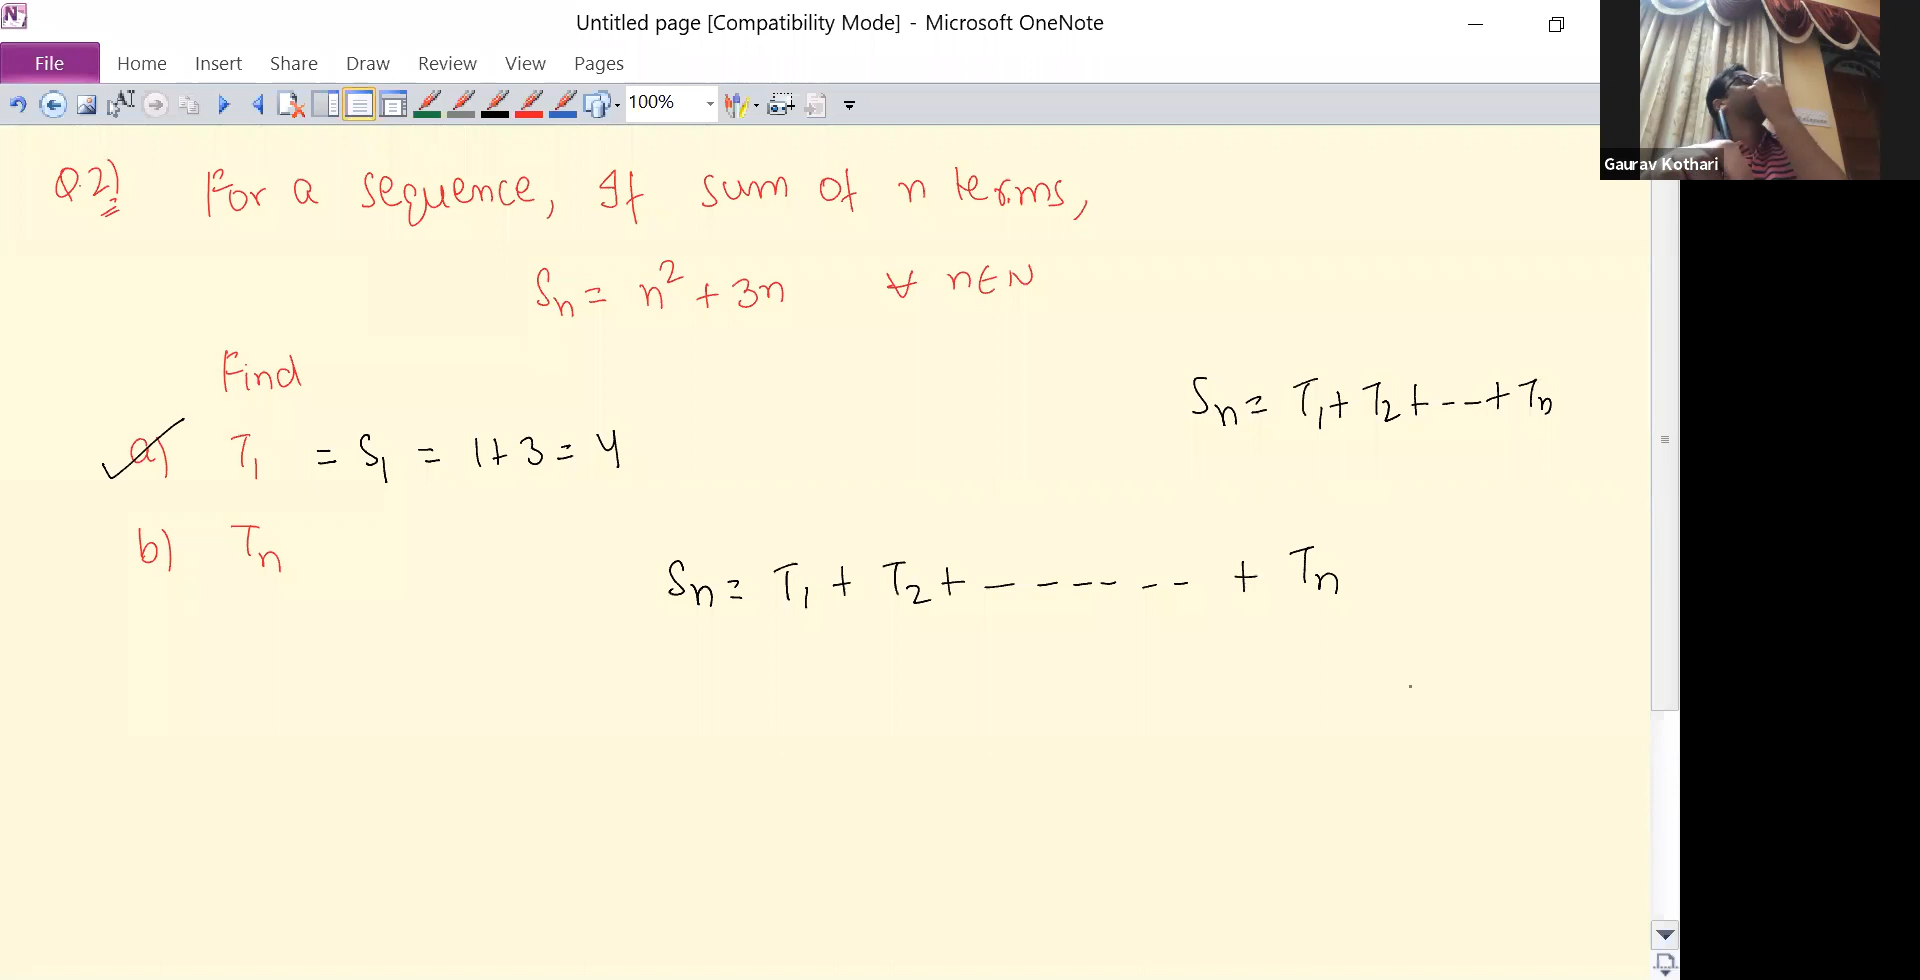 Untitled page [Compatibility Mode] - Microsoft OneNote
File Home Insert Share Draw Review View Pages
100%
Gaurav Kothari
Q.2) For a sequence, If sum of n terms,
Sn = n² + 3n ∀ n∈N
Find
Sn = T1 + T2 + --- + Tn
a) T1 = S1 = 1+3 = 4
b) Tn
Sn = T1 + T2 + - - - - - - - + Tn